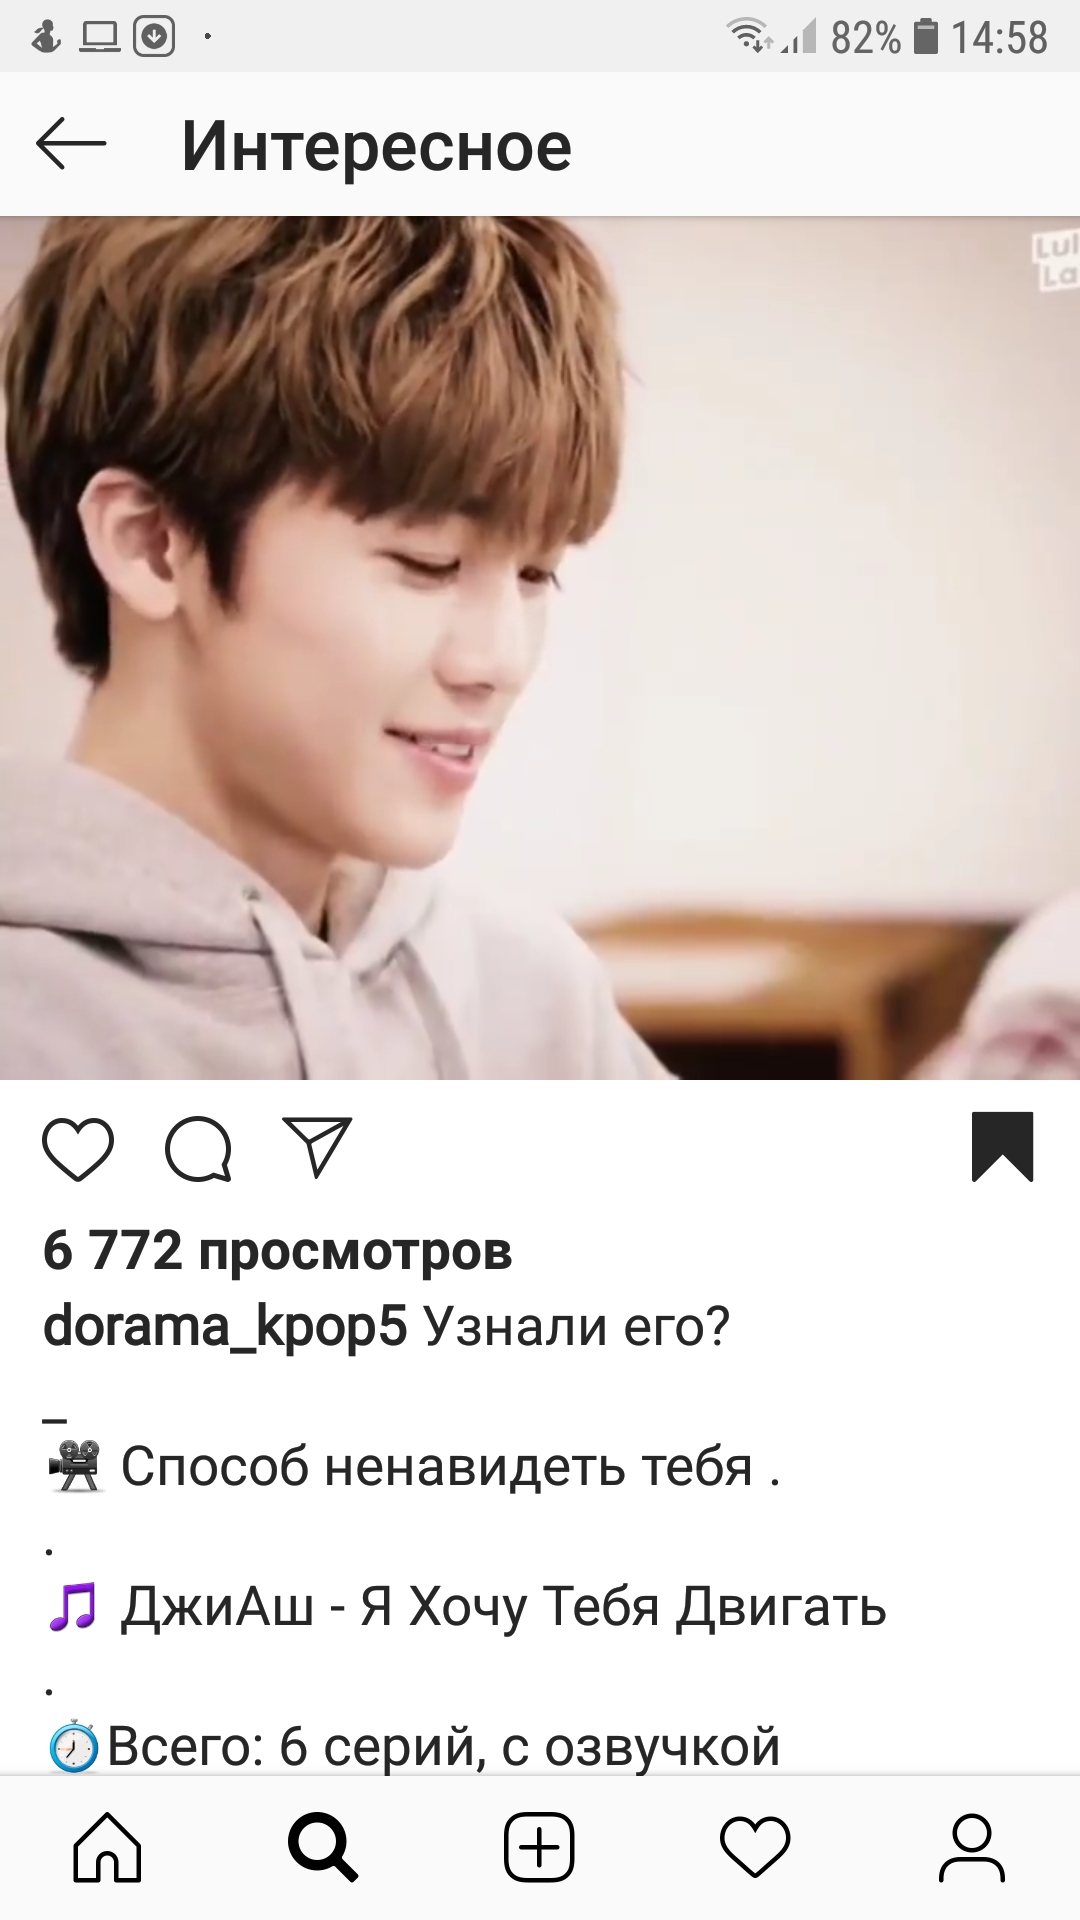 82% 14:58
Интересное
Lul
La
6 772 просмотров
dorama_kpop5 Узнали его?
_
🎥 Способ ненавидеть тебя .
.
🎵 ДжиАш - Я Хочу Тебя Двигать
.
⏱Всего: 6 серий, с озвучкой